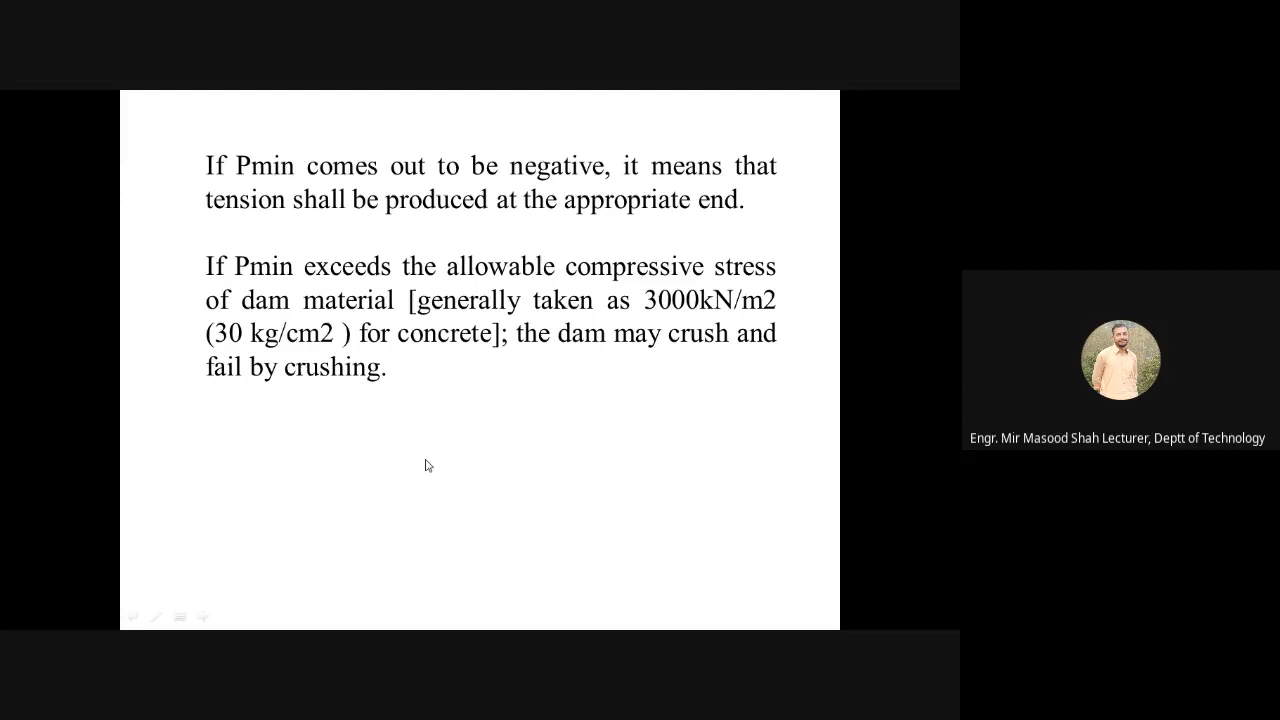 If Pmin comes out to be negative, it means that
tension shall be produced at the appropriate end.
If Pmin exceeds the allowable compressive stress
of dam material [generally taken as 3000kN/m2
(30 kg/cm2 ) for concrete]; the dam may crush and
fail by crushing.
Engr. Mir Masood Shah Lecturer, Deptt of Technology